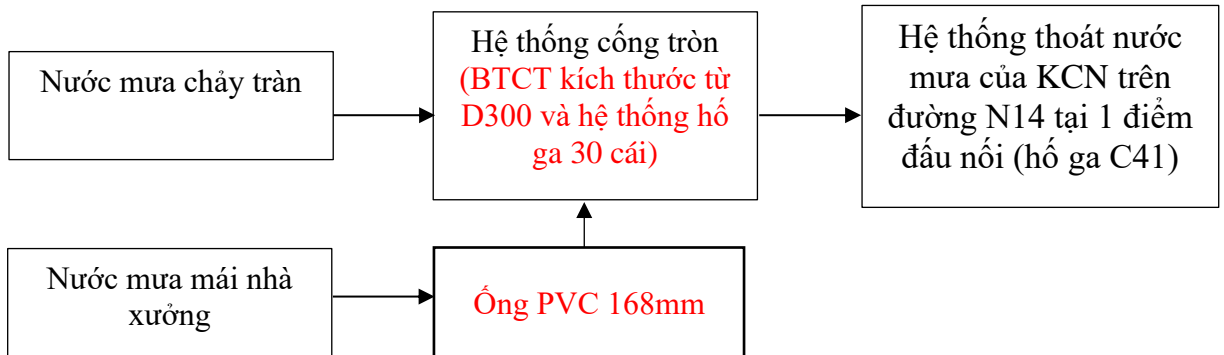 Nước mưa chảy tràn
Hệ thống cống tròn
(BTCT kích thước từ
D300 và hệ thống hố
ga 30 cái)
Hệ thống thoát nước
mưa của KCN trên
đường N14 tại 1 điểm
đấu nối (hố ga C41)
Nước mưa mái nhà
xưởng
Ống PVC 168mm